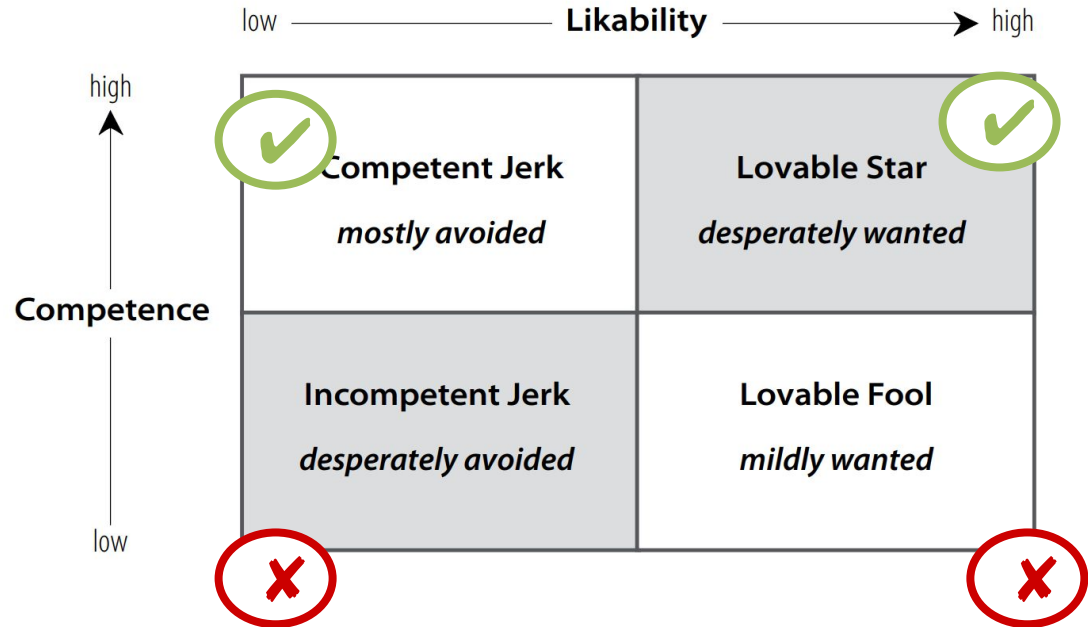 low Likability high
high
Competent Jerk Lovable Star
mostly avoided desperately wanted
Competence
Incompetent Jerk Lovable Fool
desperately avoided mildly wanted
low